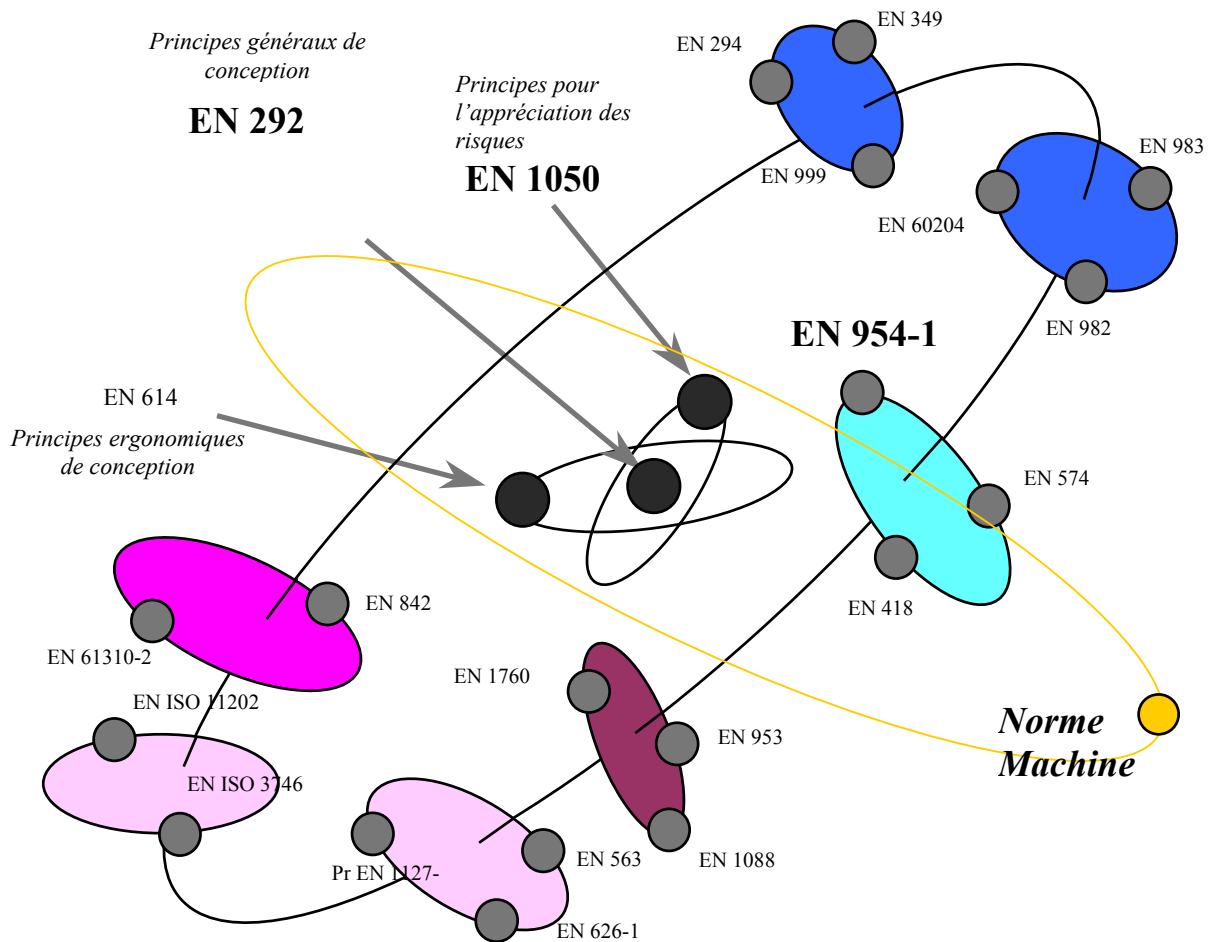 Principes généraux de
conception
EN 292
Principes pour
l’appréciation des
risques
EN 1050
EN 349
EN 294
EN 999
EN 983
EN 60204
EN 982
EN 954-1
EN 614
Principes ergonomiques
de conception
EN 574
EN 418
EN 842
EN 61310-2
EN ISO 11202
EN ISO 3746
EN 1760
EN 953
EN 1088
EN 563
Pr EN 1127-
EN 626-1
Norme
Machine